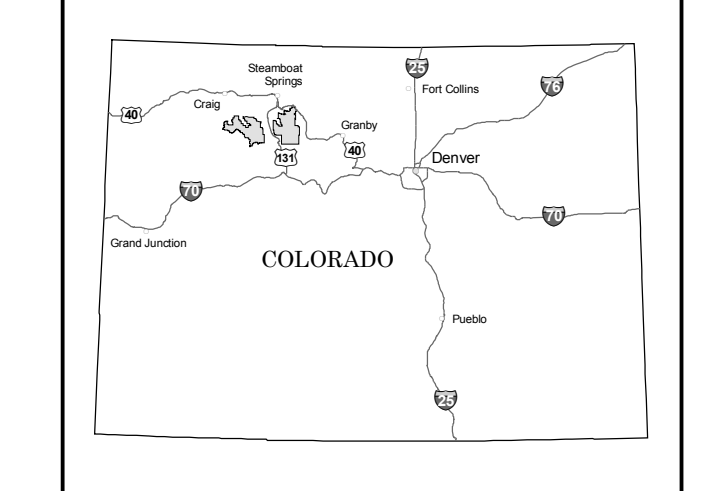 Steamboat
Springs
25
Fort Collins
76
Craig
40
Granby
40
131
Denver
70
70
Grand Junction
COLORADO
Pueblo
25